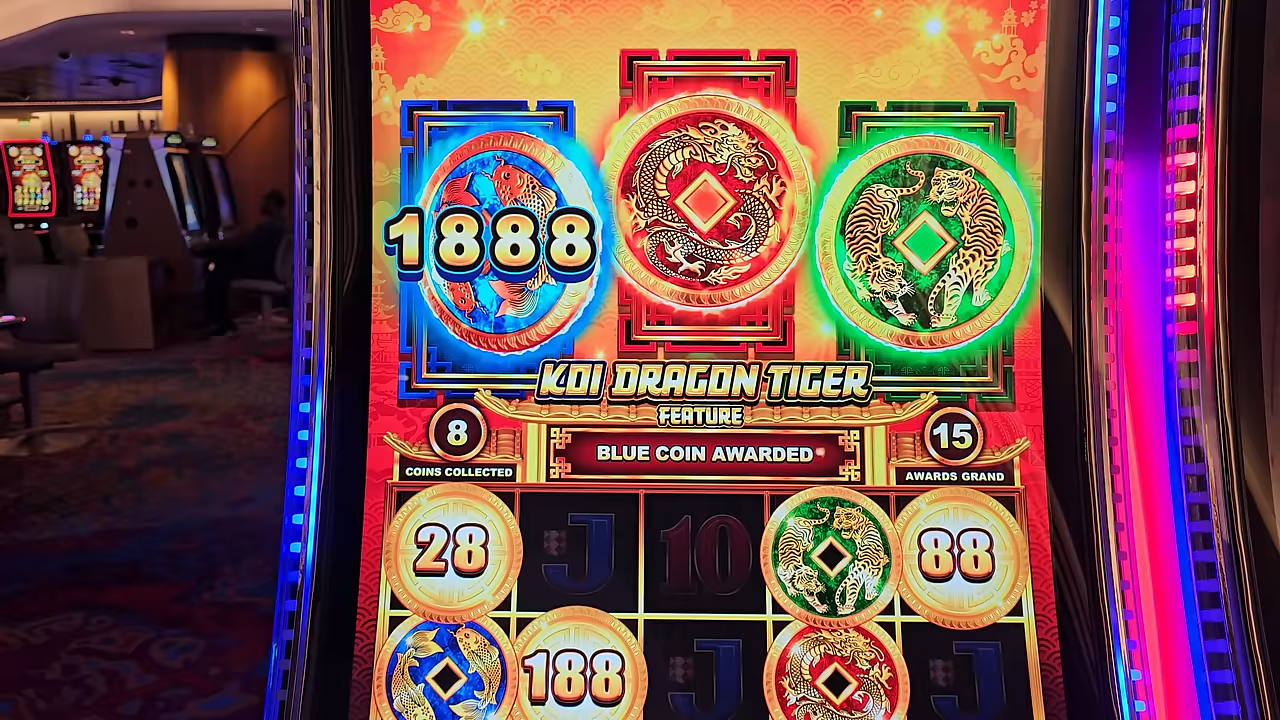 1888
KOI DRAGON TIGER
FEATURE
8
COINS COLLECTED
BLUE COIN AWARDED
15
AWARDS GRAND
28
J
10
88
188
J
J